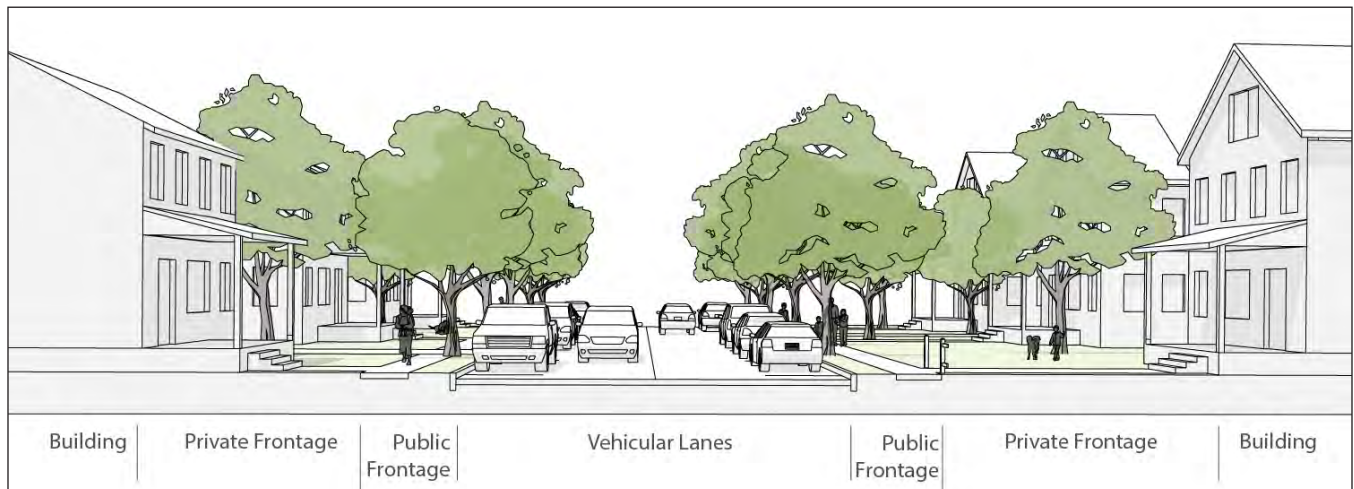 Building
Private Frontage
Public
Frontage
Vehicular Lanes
Public
Frontage
Private Frontage
Building